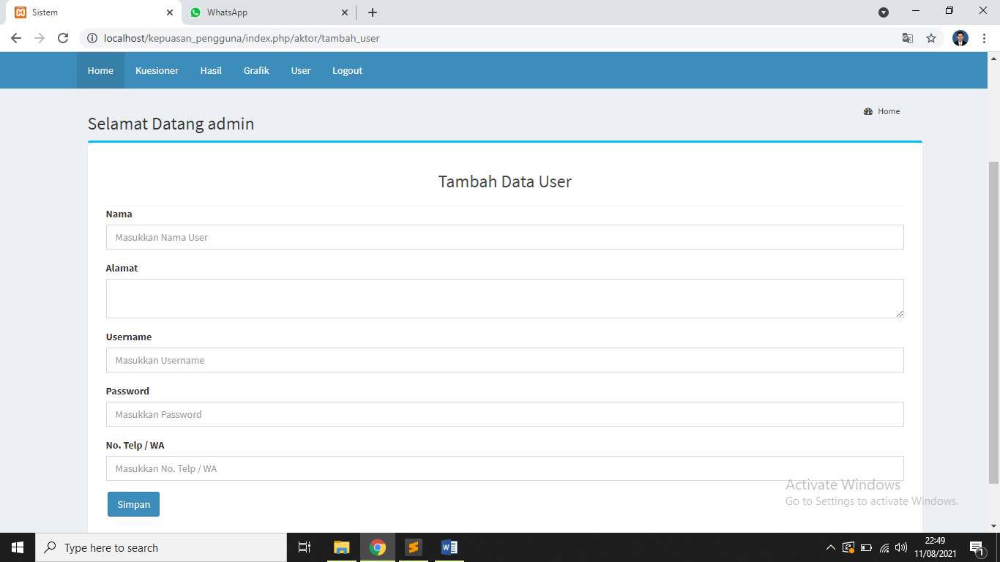 Sistem
WhatsApp
localhost/kepuasan_pengguna/index.php/aktor/tambah_user
Home Kuesioner Hasil Grafik User Logout
Home
Selamat Datang admin
Tambah Data User
Nama
Masukkan Nama User
Alamat
Username
Masukkan Username
Password
Masukkan Password
No. Telp / WA
Masukkan No. Telp / WA
Simpan
Activate Windows
Go to Settings to activate Windows.
Type here to search
22:49
11/08/2021
1